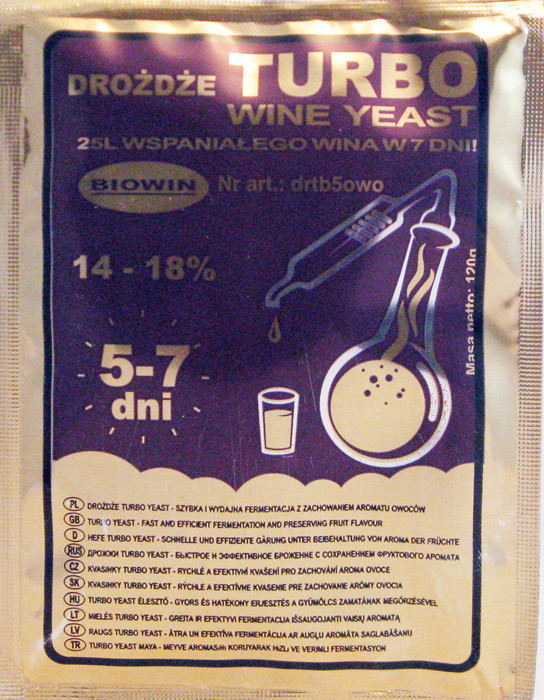 DROŻDŻE TURBO
WINE YEAST
25L WSPANIAŁEGO WINA W 7 DNI!
BIOWIN Nr art.: drtb5owo
14 - 18%
Masa netto: 120g
5-7
dni
PL DROŻDŻE TURBO YEAST - SZYBKA I WYDAJNA FERMENTACJA Z ZACHOWANIEM AROMATU OWOCÓW
GB TURBO YEAST - FAST AND EFFICIENT FERMENTATION AND PRESERVING FRUIT FLAVOUR
D HEFE TURBO YEAST - SCHNELLE UND EFFIZIENTE GÄRUNG UNTER BEIBEHALTUNG VON AROMA DER FRÜCHTE
RUS ДРОЖЖИ TURBO YEAST - БЫСТРОЕ И ЭФФЕКТИВНОЕ БРОЖЕНИЕ С СОХРАНЕНИЕМ ФРУКТОВОГО АРОМАТА
CZ KVASINKY TURBO YEAST - RYCHLÉ A EFEKTIVNÍ KVAŠENÍ PRO ZACHOVÁNÍ AROMA OVOCE
SK KVASINKY TURBO YEAST - RÝCHLE A EFEKTÍVNE KVASENIE PRE ZACHOVANIE ARÓMY OVOCIA
HU TURBO YEAST ÉLESZTŐ - GYORS ÉS HATÉKONY ERJESZTÉS A GYÜMÖLCS ZAMATÁNAK MEGŐRZÉSÉVEL
LT MIELĖS TURBO YEAST - GREITA IR EFEKTYVI FERMENTACIJA IŠSAUGOJANTI VAISIŲ AROMATĄ
LV RAUGS TURBO YEAST - ĀTRA UN EFEKTĪVA FERMENTĀCIJA AR AUGĻU AROMĀTA SAGLABĀŠANU
TR TURBO YEAST MAYA - MEYVE AROMASINI KORUYARAK HIZLI VE VERIMLI FERMENTASYON